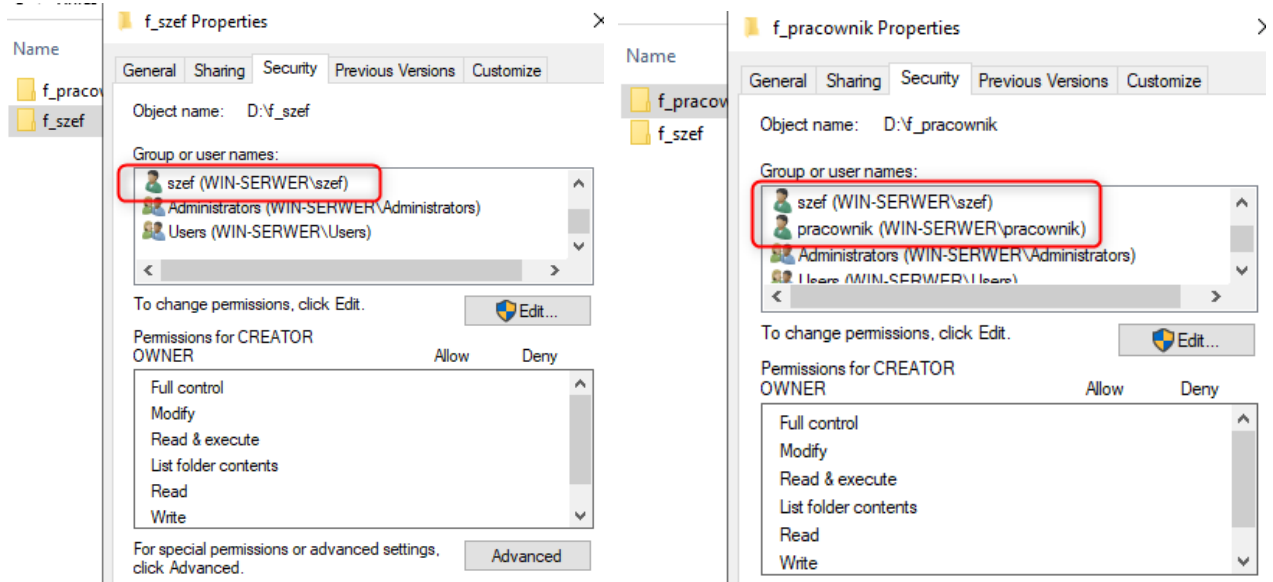 f_szef Properties
Name
General Sharing Security Previous Versions Customize
f_pracov
f_szef
Object name: D:\f_szef
Group or user names:
szef (WIN-SERWER\szef)
Administrators (WIN-SERWER\Administrators)
Users (WIN-SERWER\Users)
To change permissions, click Edit.
Edit...
Permissions for CREATOR
OWNER Allow Deny
Full control
Modify
Read & execute
List folder contents
Read
Write
For special permissions or advanced settings,
click Advanced.
Advanced
f_pracownik Properties
Name
General Sharing Security Previous Versions Customize
f_pracow
f_szef
Object name: D:\f_pracownik
Group or user names:
szef (WIN-SERWER\szef)
pracownik (WIN-SERWER\pracownik)
Administrators (WIN-SERWER\Administrators)
Users (WIN-SERWER\Users)
To change permissions, click Edit.
Edit...
Permissions for CREATOR
OWNER Allow Deny
Full control
Modify
Read & execute
List folder contents
Read
Write